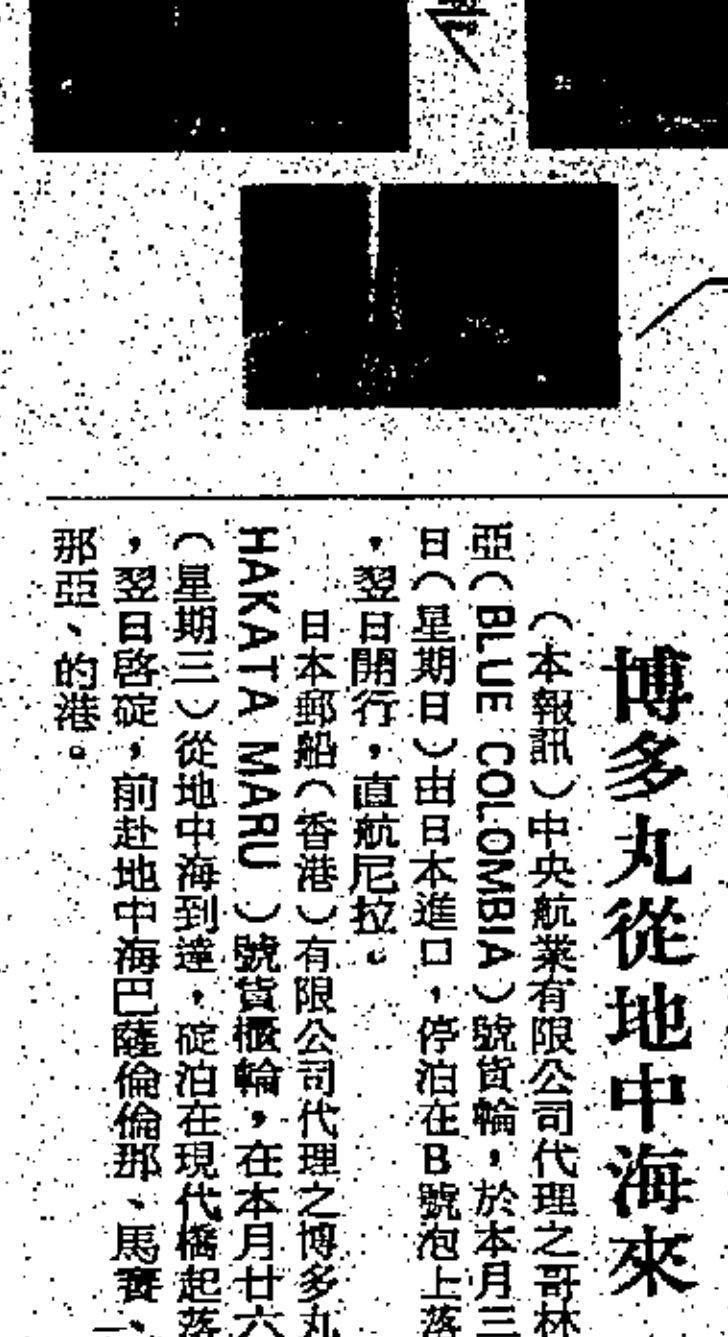 博多丸從地中海來
（本報訊）中央航業有限公司代理之哥林
亞（BLUE COLOMBIA）號貨輪，於本月三
日（星期日）由日本進口，停泊在B號泡上落
，翌日開行，直航尼拉。
日本郵船（香港）有限公司代理之博多丸
HAKATA MARU ）號貨櫃輪，在本月廿六
（星期三）從地中海到達，碇泊在現代橋起落
，翌日啓碇，前赴地中海巴薩倫倫那、馬賽、
那亞、的港。